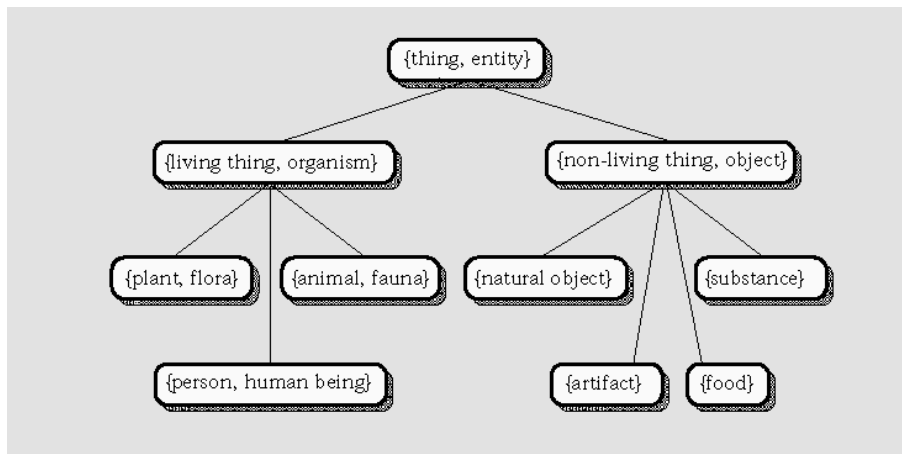 {thing, entity}
{living thing, organism}
{non-living thing, object}
{plant, flora}
{animal, fauna}
{natural object}
{substance}
{person, human being}
{artifact}
{food}